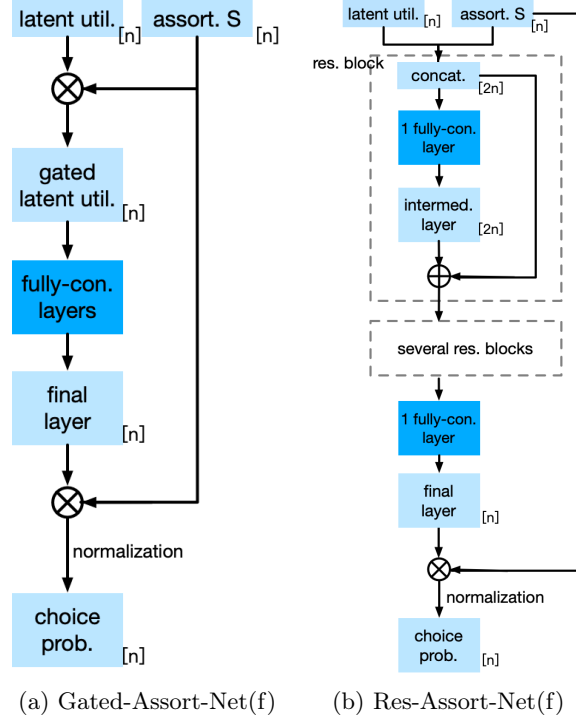 latent util.
[n]
assort. S
[n]
gated
latent util.
[n]
fully-con.
layers
final
layer
[n]
normalization
choice
prob.
[n]
(a) Gated-Assort-Net(f)
latent util.
[n]
assort. S
[n]
res. block
concat.
[2n]
1 fully-con.
layer
intermed.
layer
[2n]
several res. blocks
1 fully-con.
layer
final
layer
[n]
normalization
choice
prob.
[n]
(b) Res-Assort-Net(f)